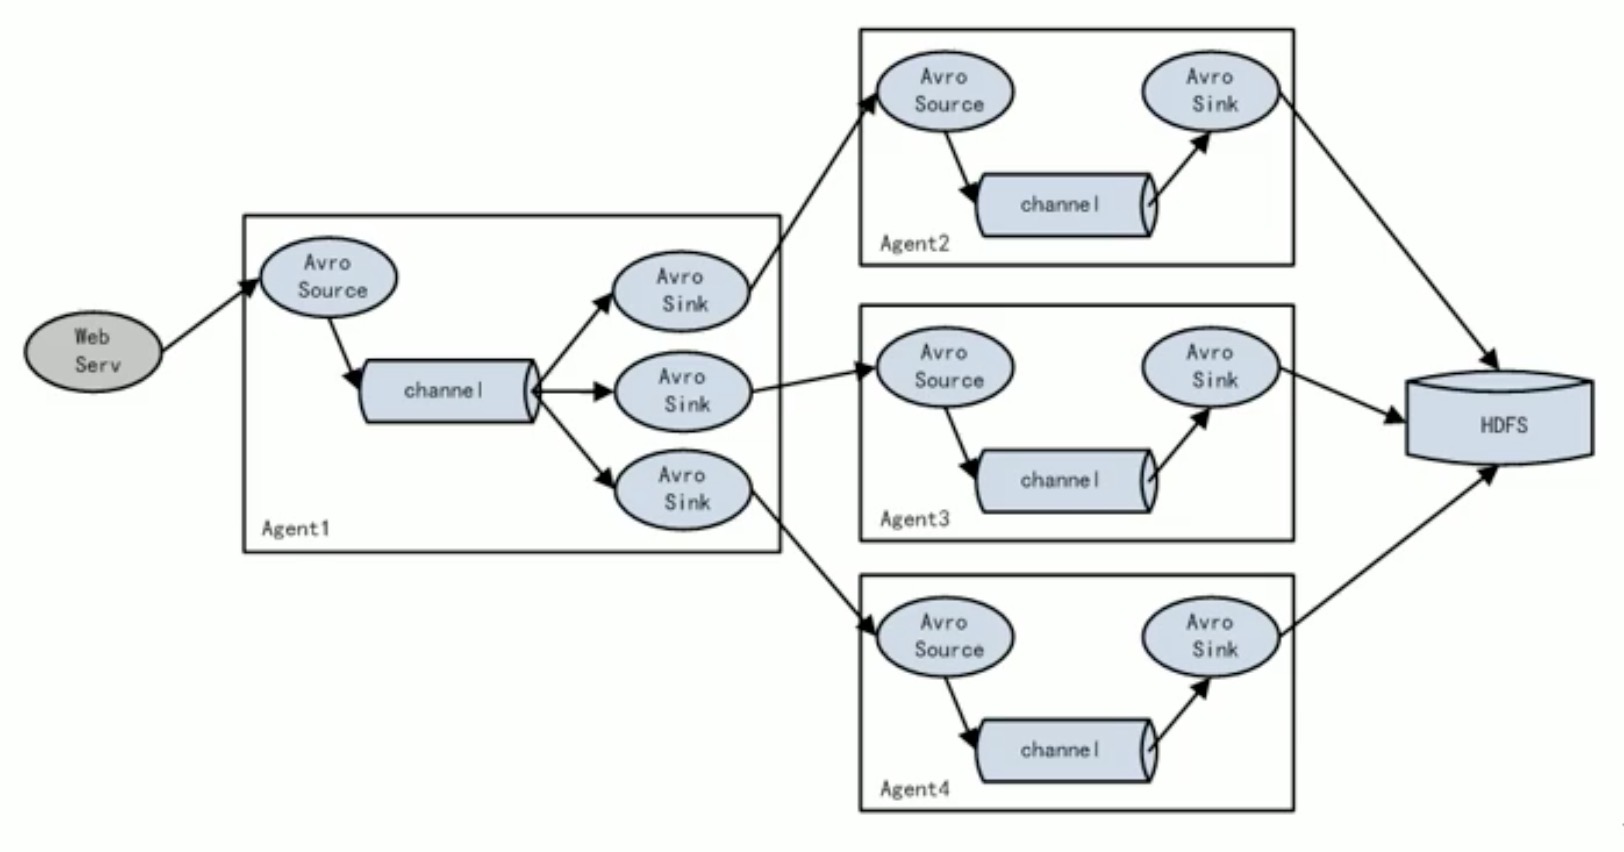 Web
Serv
Avro
Source
channel
Avro
Sink
Avro
Sink
Avro
Sink
Agent1
Avro
Source
channel
Avro
Sink
Agent2
Avro
Source
channel
Avro
Sink
Agent3
Avro
Source
channel
Avro
Sink
Agent4
HDFS